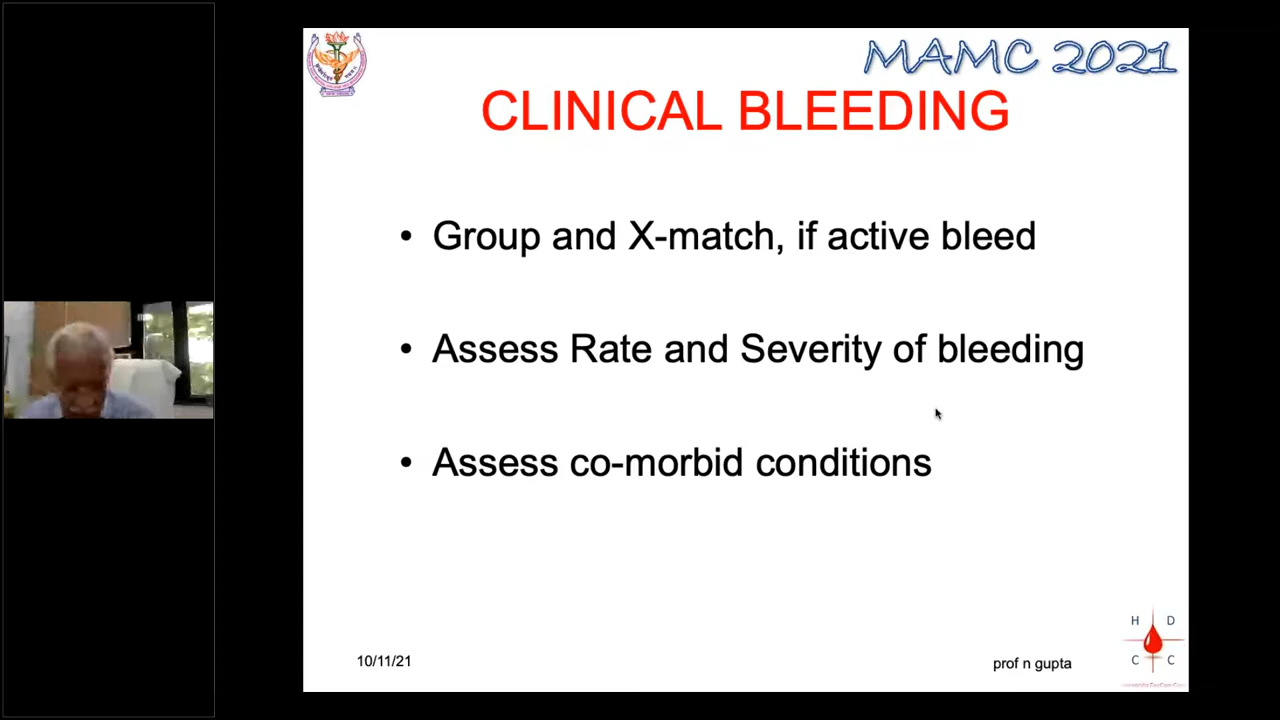 MAMC 2021
CLINICAL BLEEDING
• Group and X-match, if active bleed
• Assess Rate and Severity of bleeding
• Assess co-morbid conditions
10/11/21
prof n gupta
H D
C C